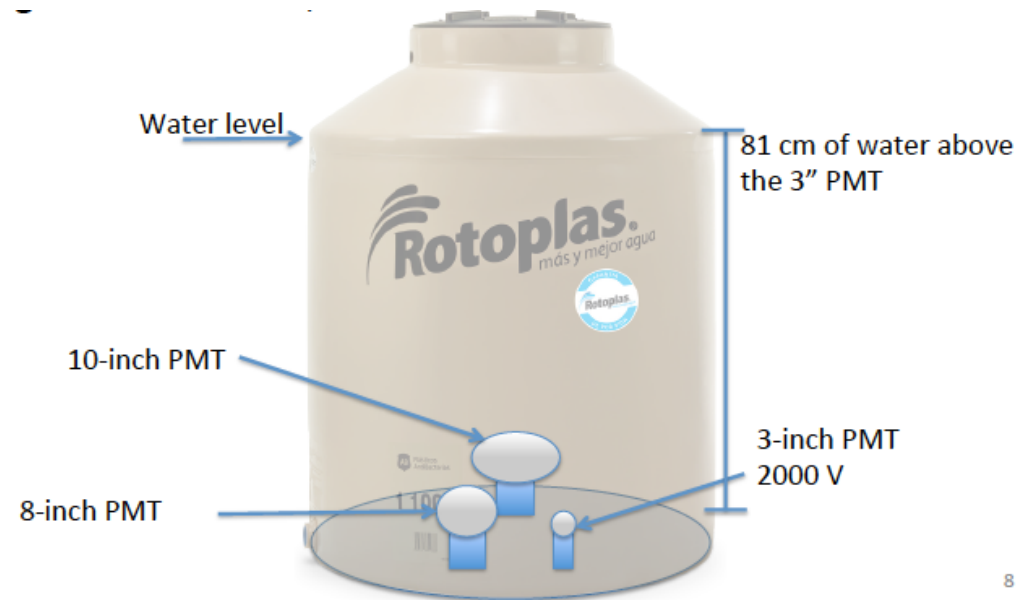 Water level
81 cm of water above
the 3” PMT
Rotoplas.
más y mejor agua
Rotoplas
10-inch PMT
3-inch PMT
2000 V
8-inch PMT
8